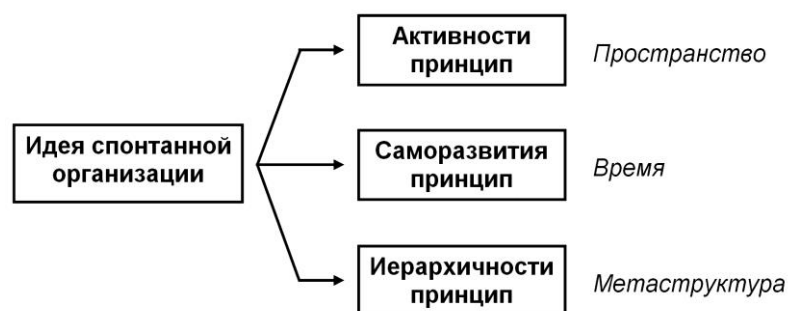 Активности
принцип
Пространство
Идея спонтанной
организации
Саморазвития
принцип
Время
Иерархичности
принцип
Метаструктура